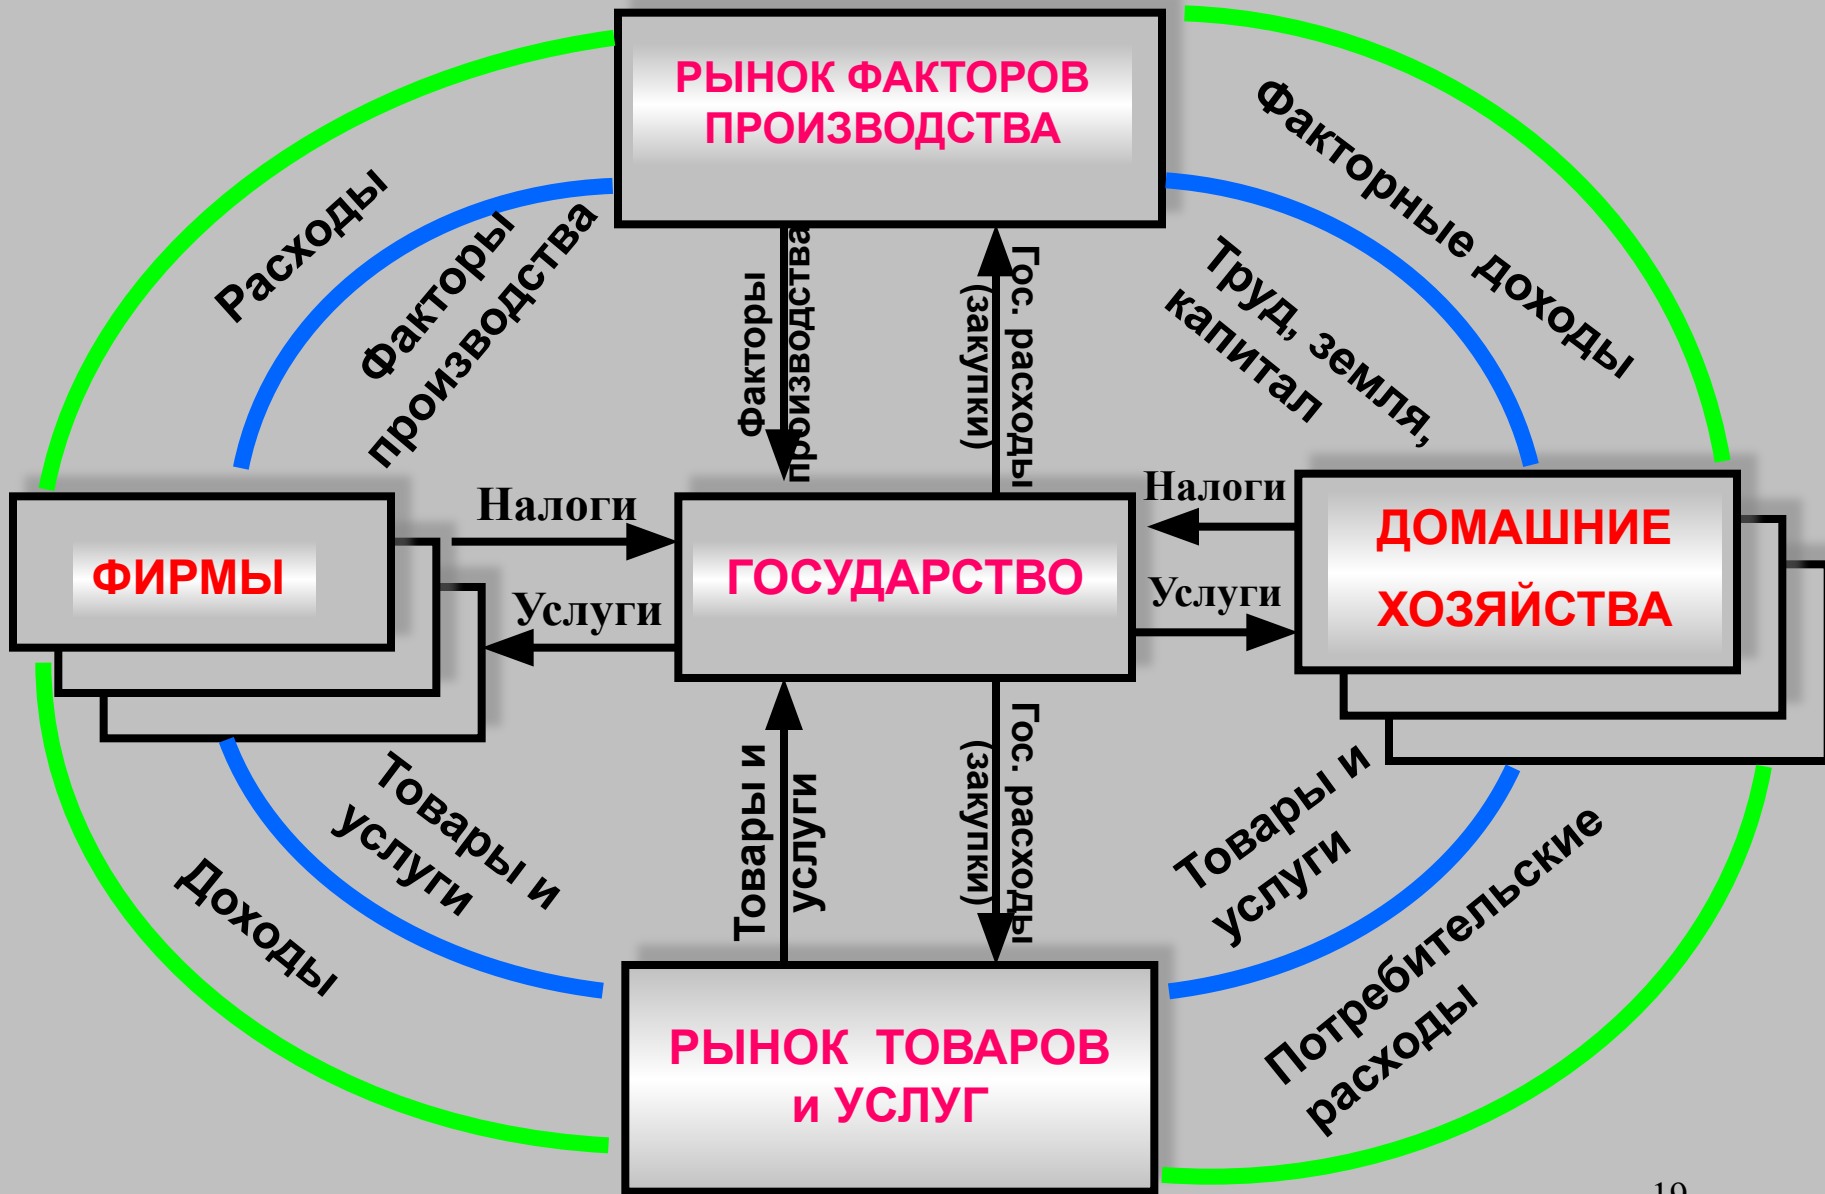 РЫНОК ФАКТОРОВ
ПРОИЗВОДСТВА
Расходы
Факторы
производства
Факторы
производства
Гос. расходы
(закупки)
Труд, земля,
капитал
Факторные доходы
ФИРМЫ
Налоги
Услуги
ГОСУДАРСТВО
Налоги
Услуги
ДОМАШНИЕ
ХОЗЯЙСТВА
Товары и
услуги
Доходы
Товары и
услуги
Гос. расходы
(закупки)
Товары и
услуги
Потребительские
расходы
РЫНОК ТОВАРОВ
и УСЛУГ
19